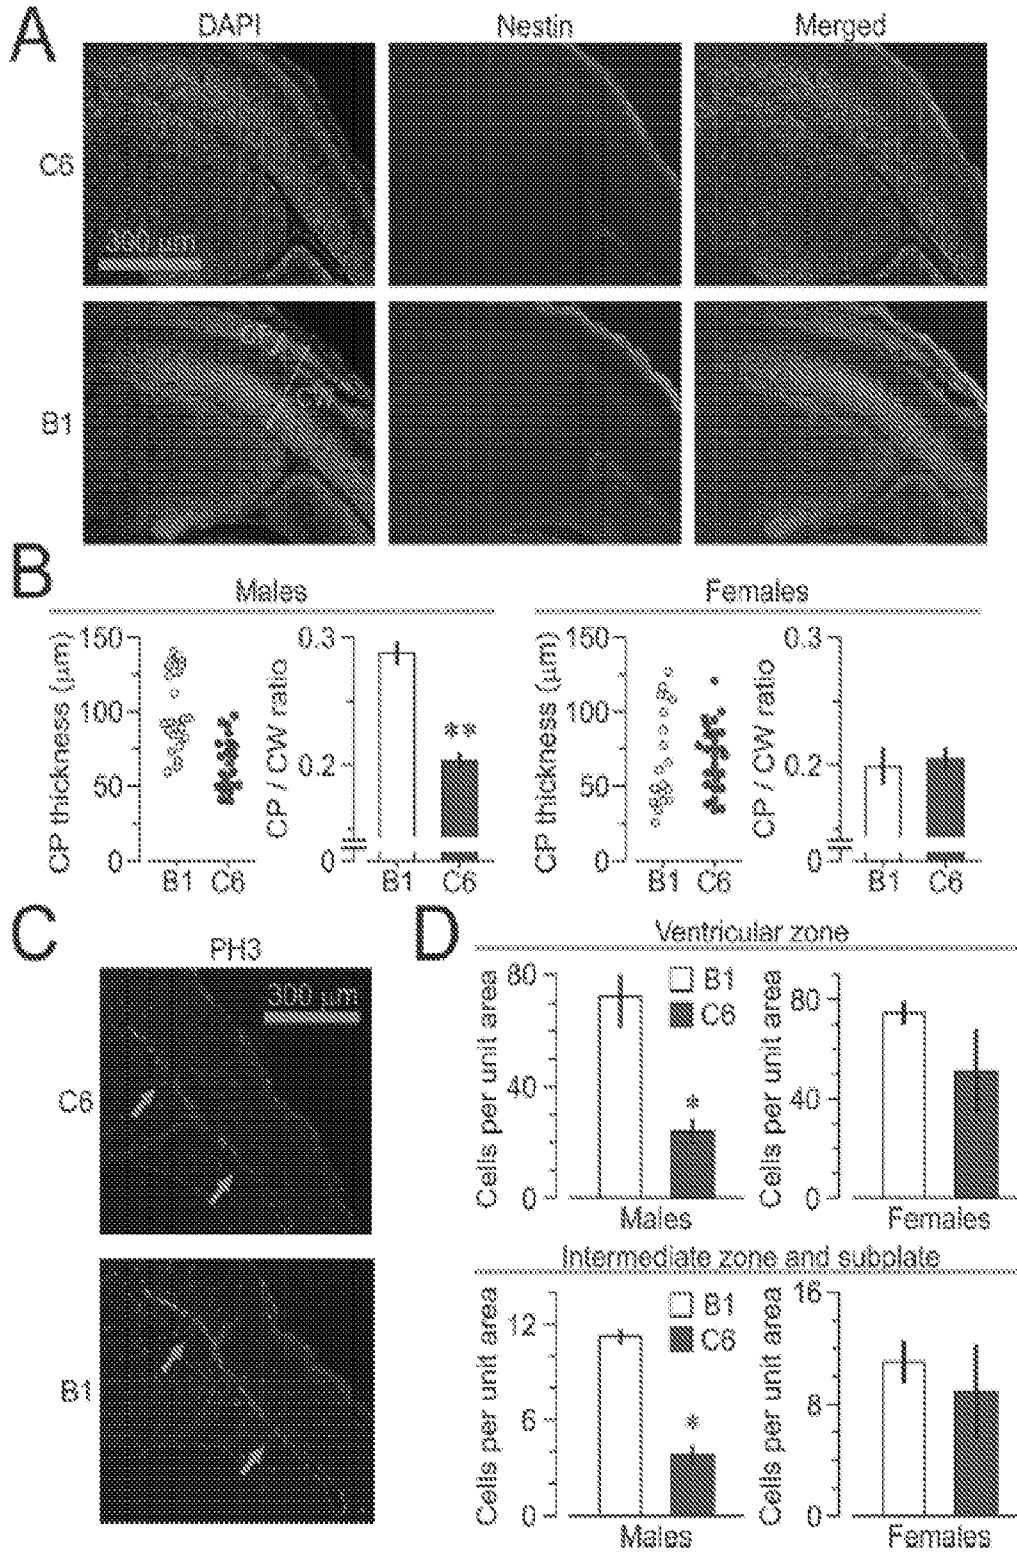 A
DAPI Nestin Merged
C6
300 µm
B1
B
Males Females
CP thickness (µm)
150
100
50
0
B1 C6
CP / CW ratio
0.3
0.2
0
**
B1 C6
CP thickness (µm)
150
100
50
0
B1 C6
CP / CW ratio
0.3
0.2
0
B1 C6
C
PH3
300 µm
C6
B1
D
Ventricular zone
Cells per unit area
80
40
0
B1
C6
*
Males
Cells per unit area
80
40
0
Females
Intermediate zone and subplate
Cells per unit area
12
6
0
B1
C6
*
Males
Cells per unit area
16
8
0
Females